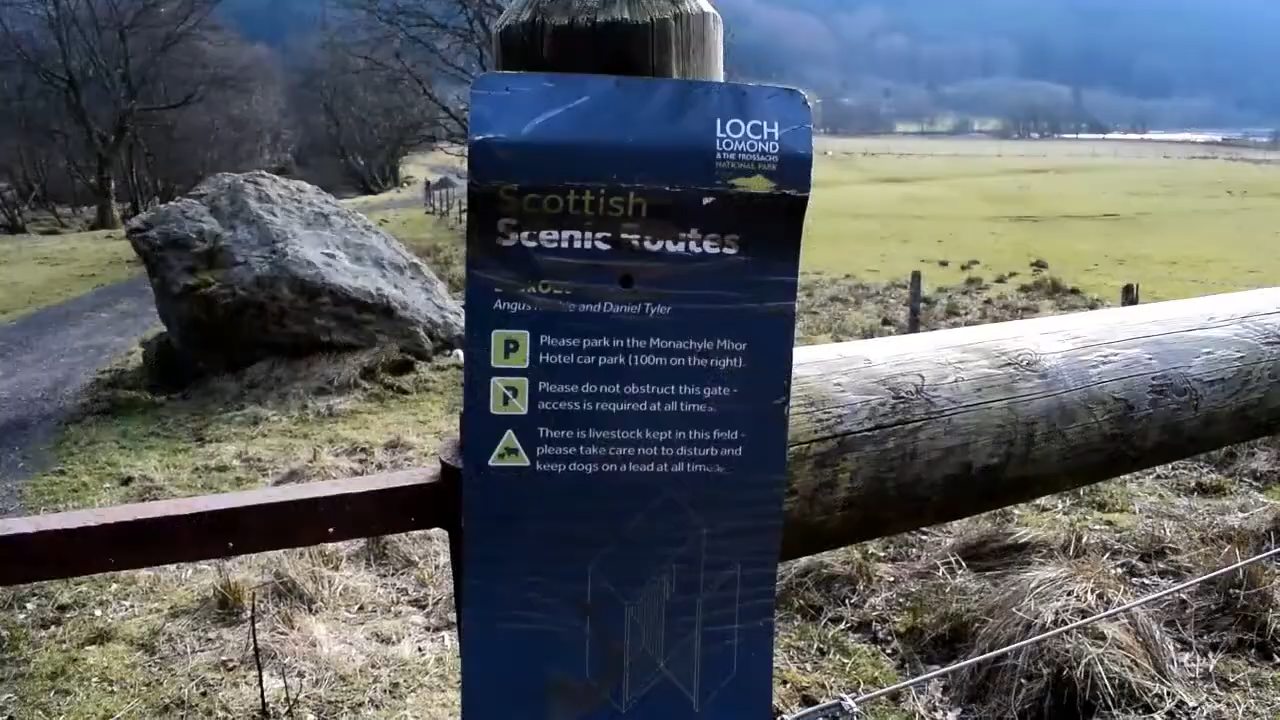 LOCH
LOMOND
& THE TROSSACHS
NATIONAL PARK
Scottish
Scenic Routes
Angus and Daniel Tyler
P Please park in the Monachyle Mhor
Hotel car park (100m on the right).
P Please do not obstruct this gate -
access is required at all times.
There is livestock kept in this field -
please take care not to disturb and
keep dogs on a lead at all times.